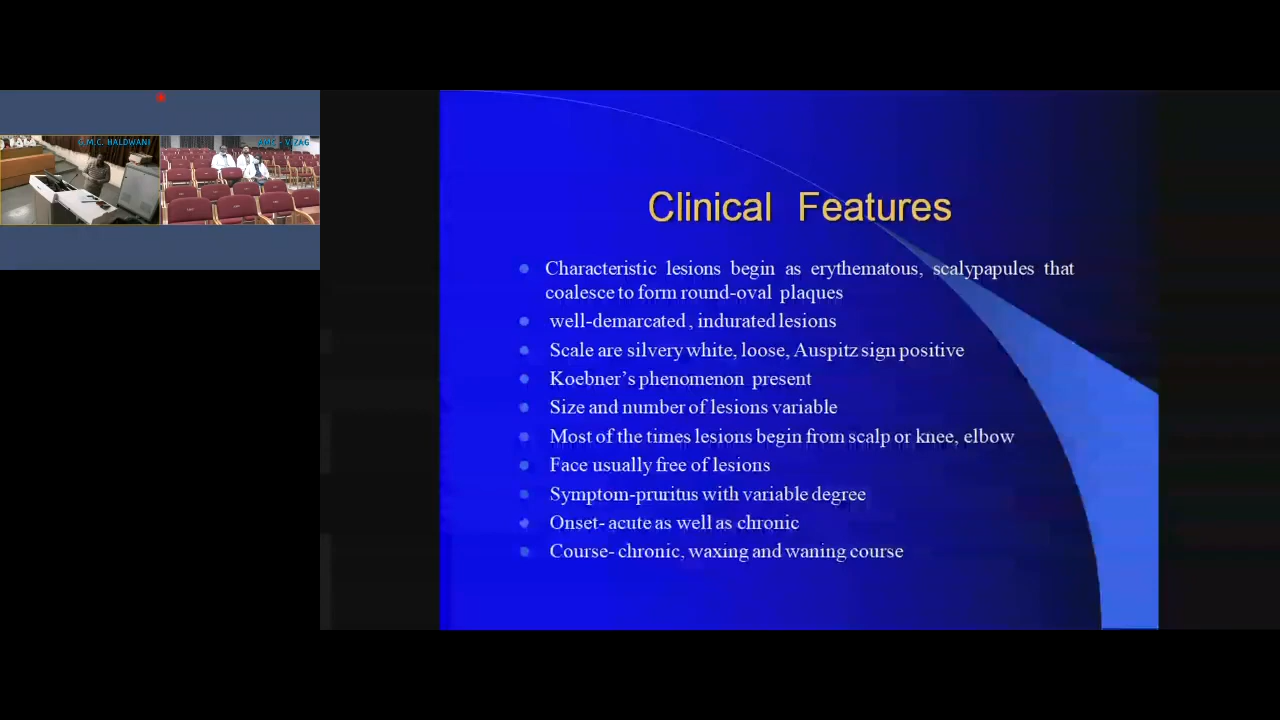 G.M.C. HALDWANI
AMC - VIZAG
Clinical Features
Characteristic lesions begin as erythematous, scalypapules that
coalesce to form round-oval plaques
well-demarcated , indurated lesions
Scale are silvery white, loose, Auspitz sign positive
Koebner's phenomenon present
Size and number of lesions variable
Most of the times lesions begin from scalp or knee, elbow
Face usually free of lesions
Symptom-pruritus with variable degree
Onset- acute as well as chronic
Course- chronic, waxing and waning course